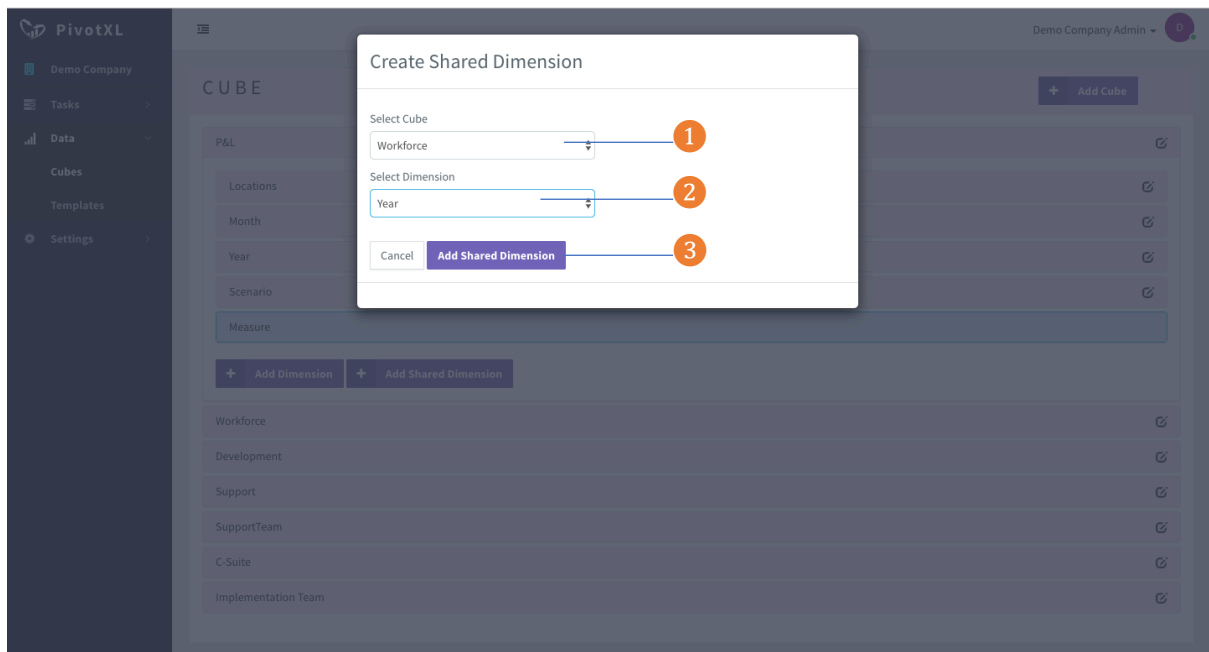 PivotXL
Demo Company Admin
D
Demo Company
Tasks
Data
Cubes
Templates
Settings
CUBE
Add Cube
P&L
Locations
Month
Year
Scenario
Measure
Add Dimension
Add Shared Dimension
Workforce
Development
Support
SupportTeam
C-Suite
Implementation Team
Create Shared Dimension
Select Cube
Workforce
1
Select Dimension
Year
2
Cancel
Add Shared Dimension
3